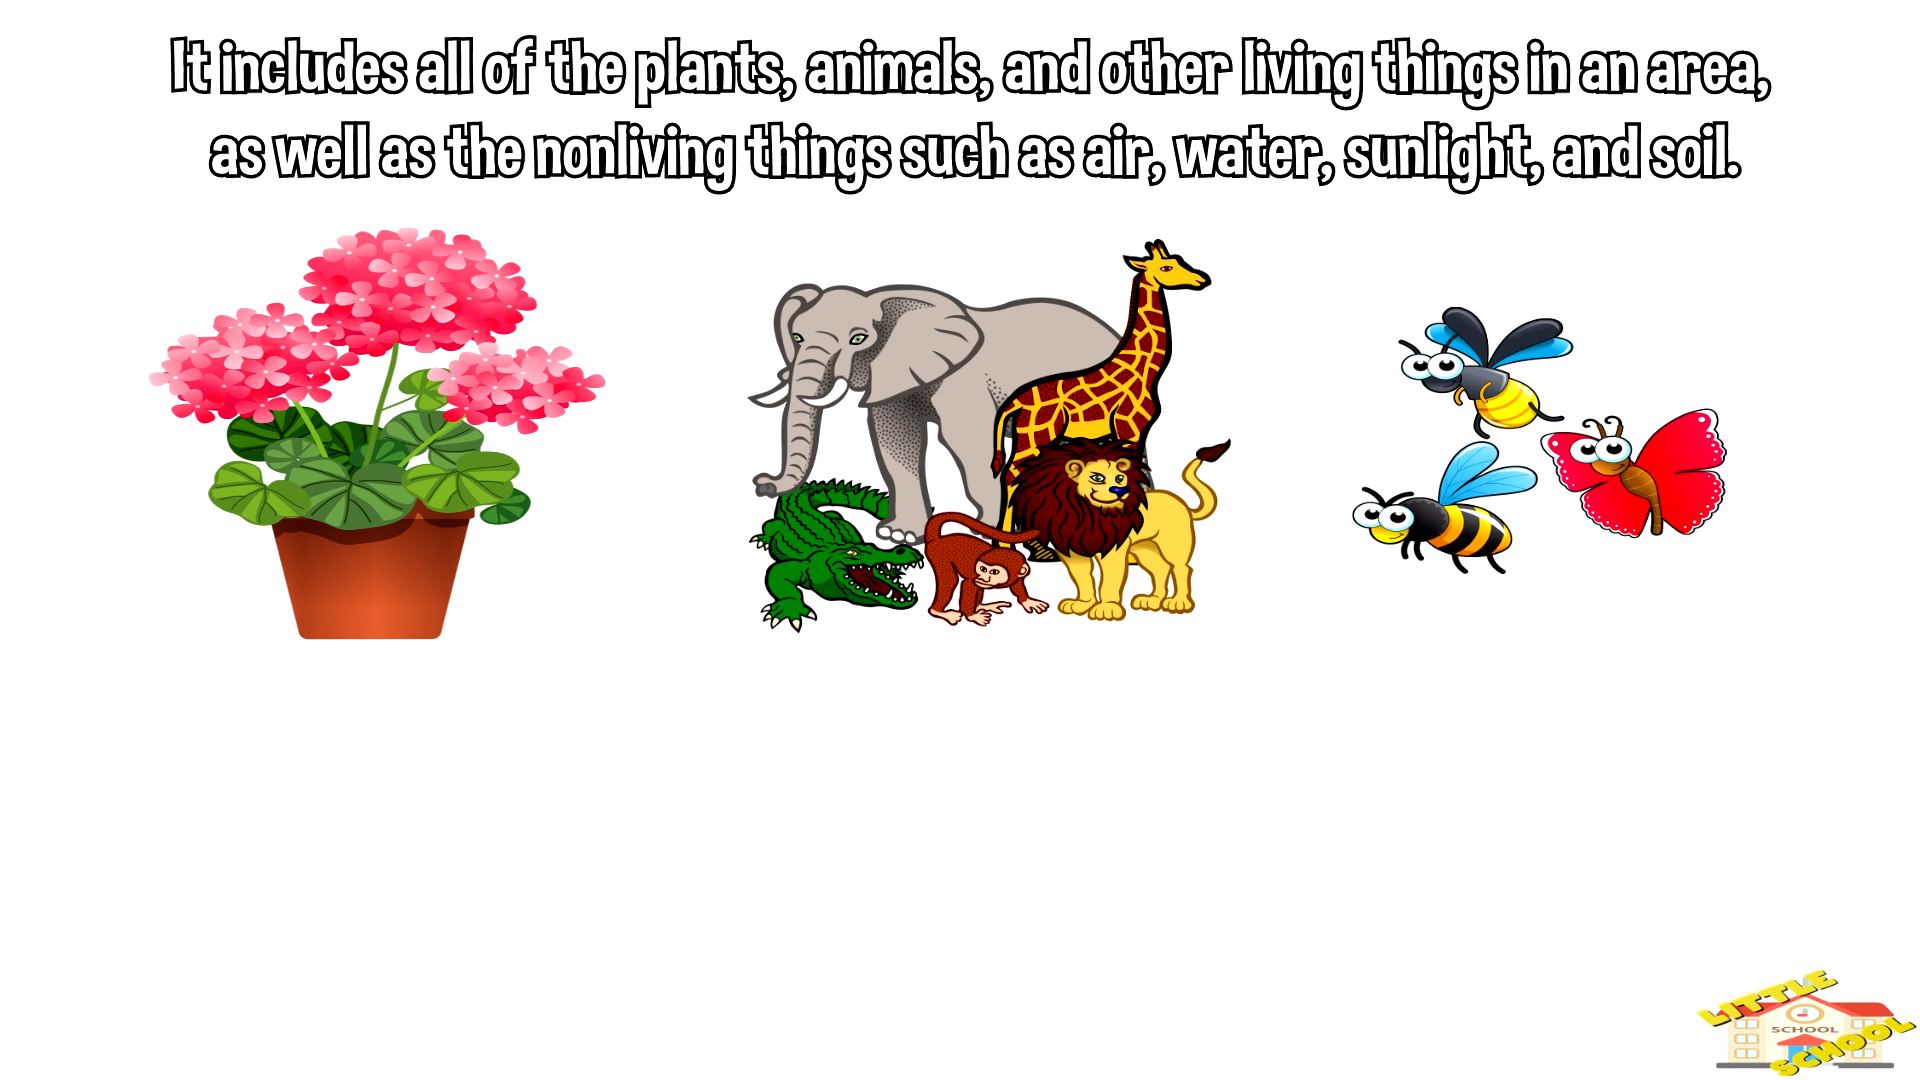 It includes all of the plants, animals, and other living things in an area,
as well as the nonliving things such as air, water, sunlight, and soil.
LITTLE
SCHOOL
SCHOOL